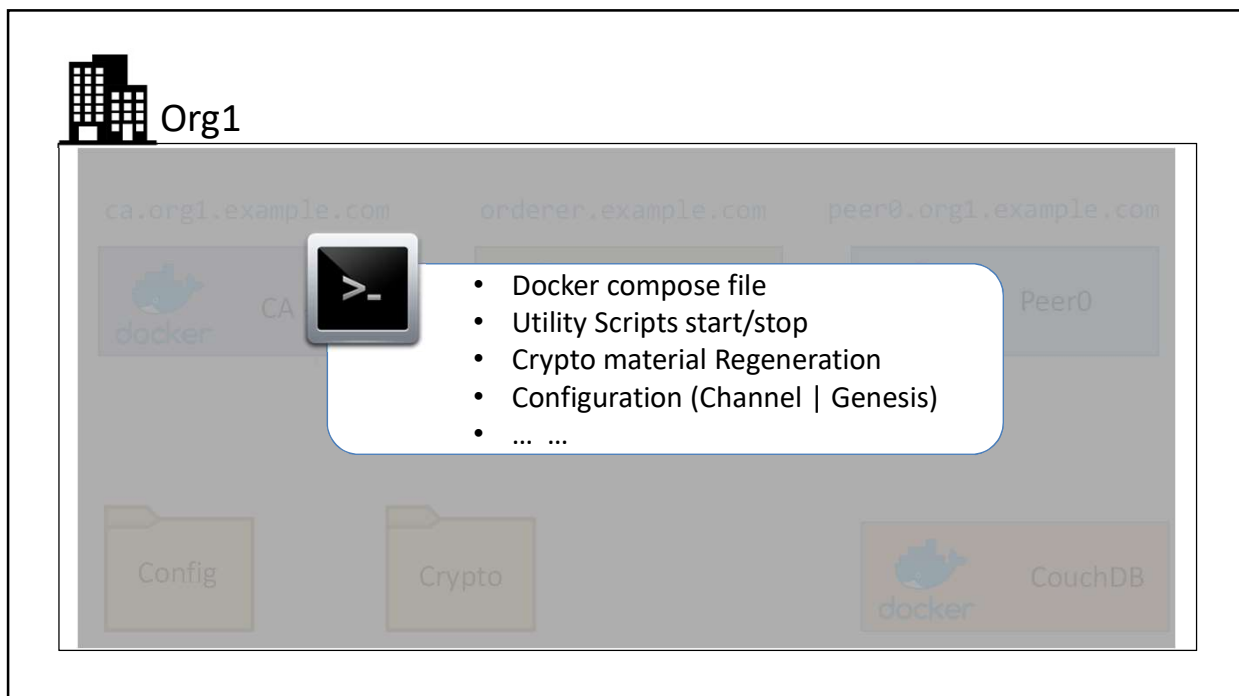 Org1
ca.org1.example.com orderer.example.com peer0.org1.example.com
>_
docker
CA
Peer0
• Docker compose file
• Utility Scripts start/stop
• Crypto material Regeneration
• Configuration (Channel | Genesis)
• … …
Config
Crypto
docker
CouchDB